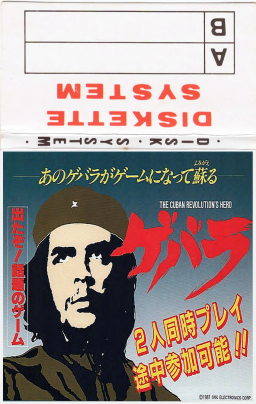 B
A
DISKETTE
SYSTEM
・DISK・SYSTEM・
あのゲバラがゲームになって蘇る
よみがえ
THE CUBAN REVOLUTION'S HERO
ゲバラ
出たぞ!話題のゲーム
2人同時プレイ
途中参加可能!!
©1987 SNK ELECTRONICS CORP.